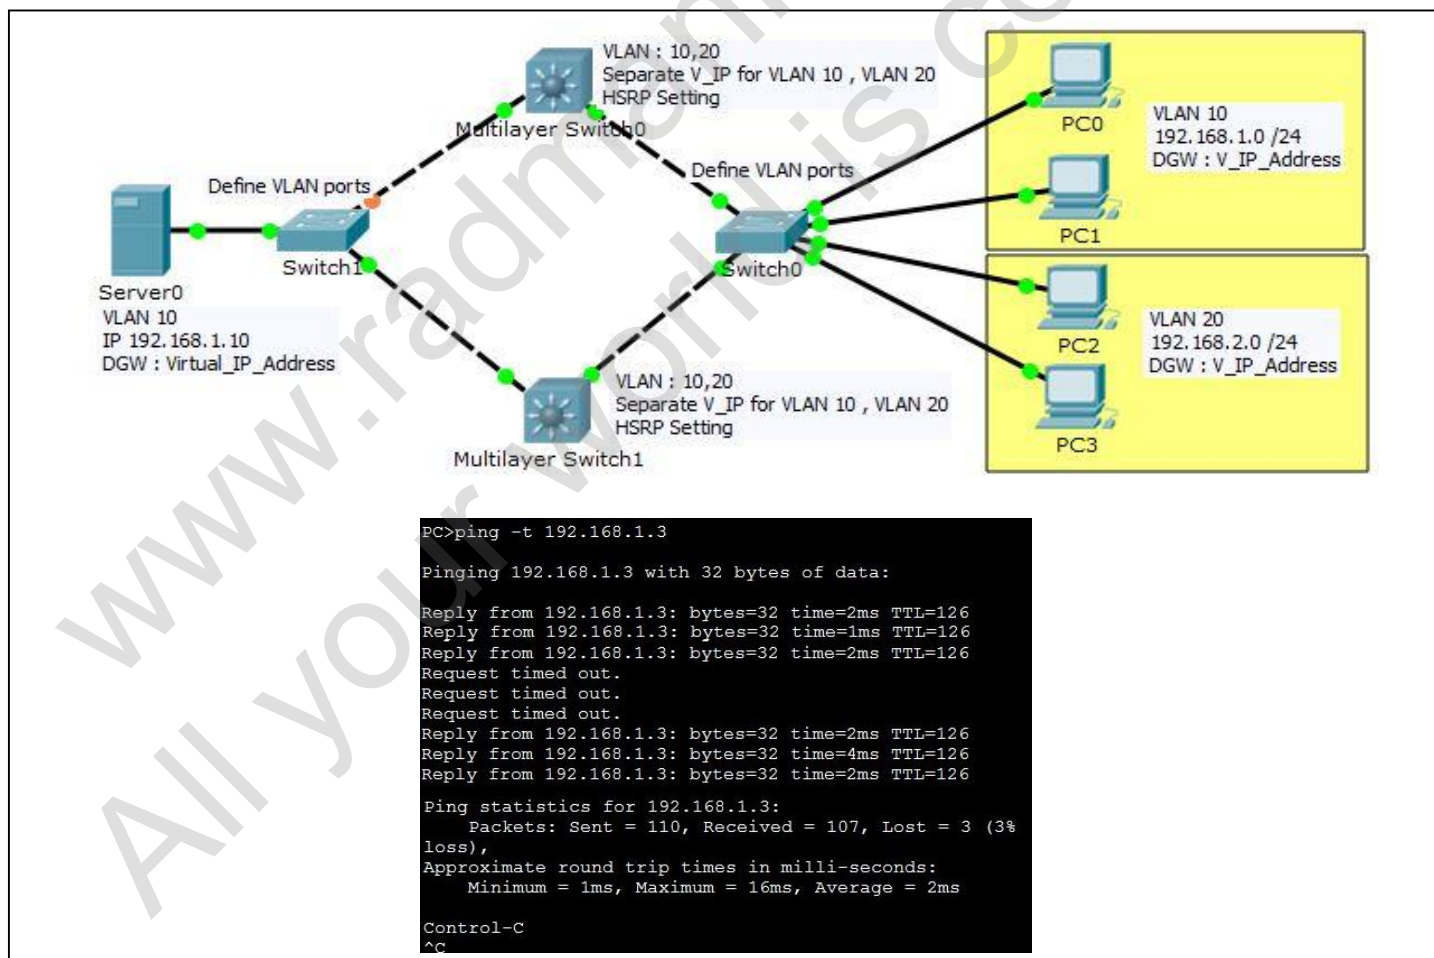 VLAN : 10,20
Separate V_IP for VLAN 10 , VLAN 20
HSRP Setting
Multilayer Switch0
Define VLAN ports
Define VLAN ports
Switch1
Switch0
Server0
VLAN 10
IP 192.168.1.10
DGW : Virtual_IP_Address
PC0
VLAN 10
192.168.1.0 /24
DGW : V_IP_Address
PC1
PC2
VLAN 20
192.168.2.0 /24
DGW : V_IP_Address
PC3
VLAN : 10,20
Separate V_IP for VLAN 10 , VLAN 20
HSRP Setting
Multilayer Switch1
PC>ping -t 192.168.1.3
Pinging 192.168.1.3 with 32 bytes of data:
Reply from 192.168.1.3: bytes=32 time=2ms TTL=126
Reply from 192.168.1.3: bytes=32 time=1ms TTL=126
Reply from 192.168.1.3: bytes=32 time=2ms TTL=126
Request timed out.
Request timed out.
Request timed out.
Reply from 192.168.1.3: bytes=32 time=2ms TTL=126
Reply from 192.168.1.3: bytes=32 time=4ms TTL=126
Reply from 192.168.1.3: bytes=32 time=2ms TTL=126
Ping statistics for 192.168.1.3:
Packets: Sent = 110, Received = 107, Lost = 3 (3%
loss),
Approximate round trip times in milli-seconds:
Minimum = 1ms, Maximum = 16ms, Average = 2ms
Control-C
^C
www.radman
All your world is co